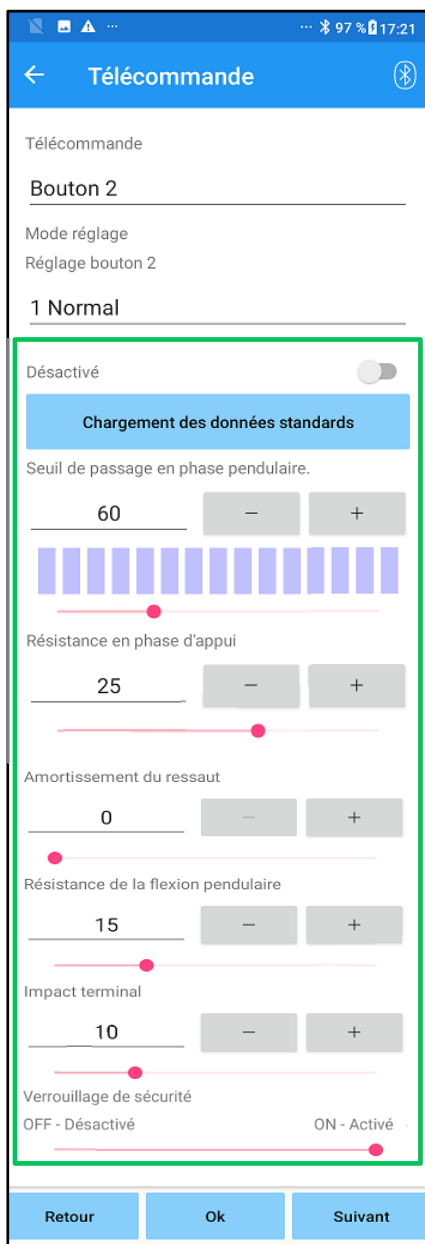 97 % 17:21
Télécommande
Télécommande
Bouton 2
Mode réglage
Réglage bouton 2
1 Normal
Désactivé
Chargement des données standards
Seuil de passage en phase pendulaire.
60 − +
Résistance en phase d'appui
25 − +
Amortissement du ressaut
0 − +
Résistance de la flexion pendulaire
15 − +
Impact terminal
10 − +
Verrouillage de sécurité
OFF - Désactivé ON - Activé
Retour Ok Suivant